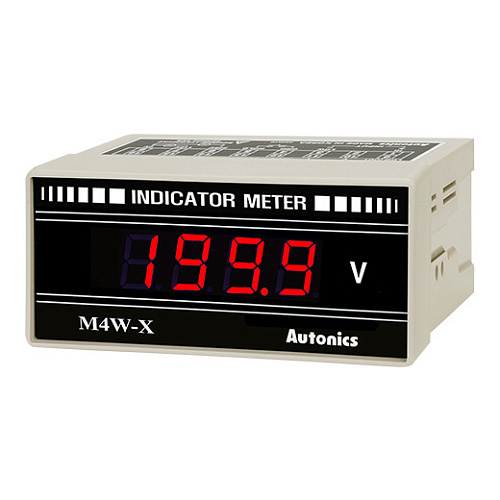 INDICATOR METER
199.9 V
M4W-X
Autonics